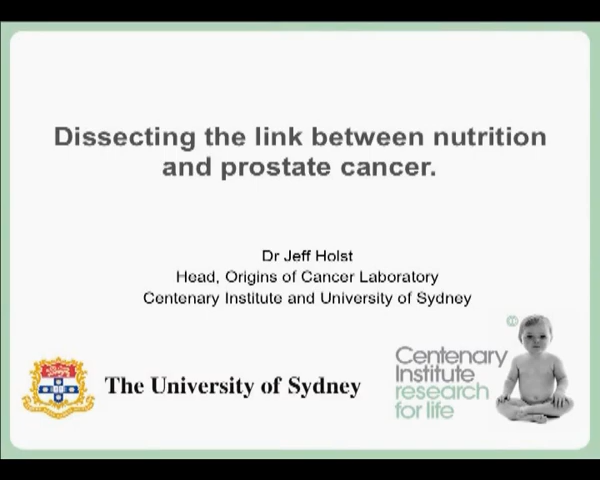 Dissecting the link between nutrition
and prostate cancer.
Dr Jeff Holst
Head, Origins of Cancer Laboratory
Centenary Institute and University of Sydney
The University of Sydney
Centenary
Institute
research
for life